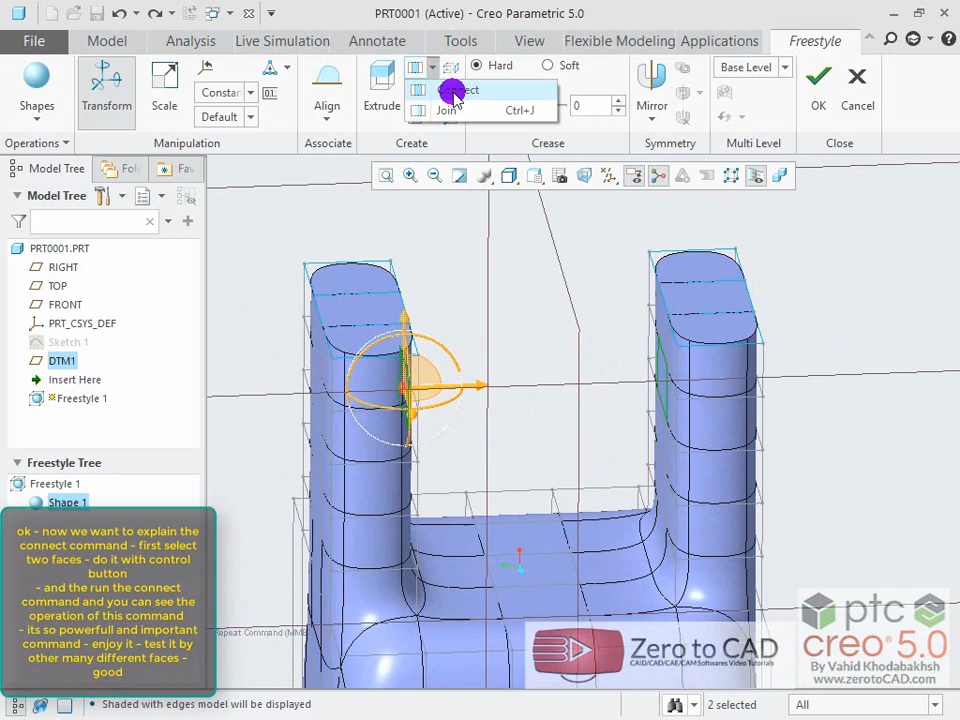 PRT0001 (Active) - Creo Parametric 5.0
File
Model
Analysis
Live Simulation
Annotate
Tools
View
Flexible Modeling
Applications
Freestyle
Shapes
Transform
Scale
Constan
Default
Align
Extrude
Hard
Soft
Connect
Join
Ctrl+J
0
Mirror
Base Level
OK
Cancel
Operations
Manipulation
Associate
Create
Crease
Symmetry
Multi Level
Close
Model Tree
Fol
Fav
Model Tree
PRT0001.PRT
RIGHT
TOP
FRONT
PRT_CSYS_DEF
Sketch 1
DTM1
Insert Here
Freestyle 1
Freestyle Tree
Freestyle 1
Shape 1
ok - now we want to explain the
connect command - first select
two faces - do it with control
button
- and the run the connect
command and you can see the
operation of this command
- its so powerfull and important
command - enjoy it - test it by
other many different faces -
good
Repeat Command (MMB
Zero to CAD
CAID/CAD/CAE/CAM Softwares Video Tutorials
ptc
creo® 5.0
By Vahid Khodabakhsh
www.zerotoCAD.com
• Shaded with edges model will be displayed
2 selected
All